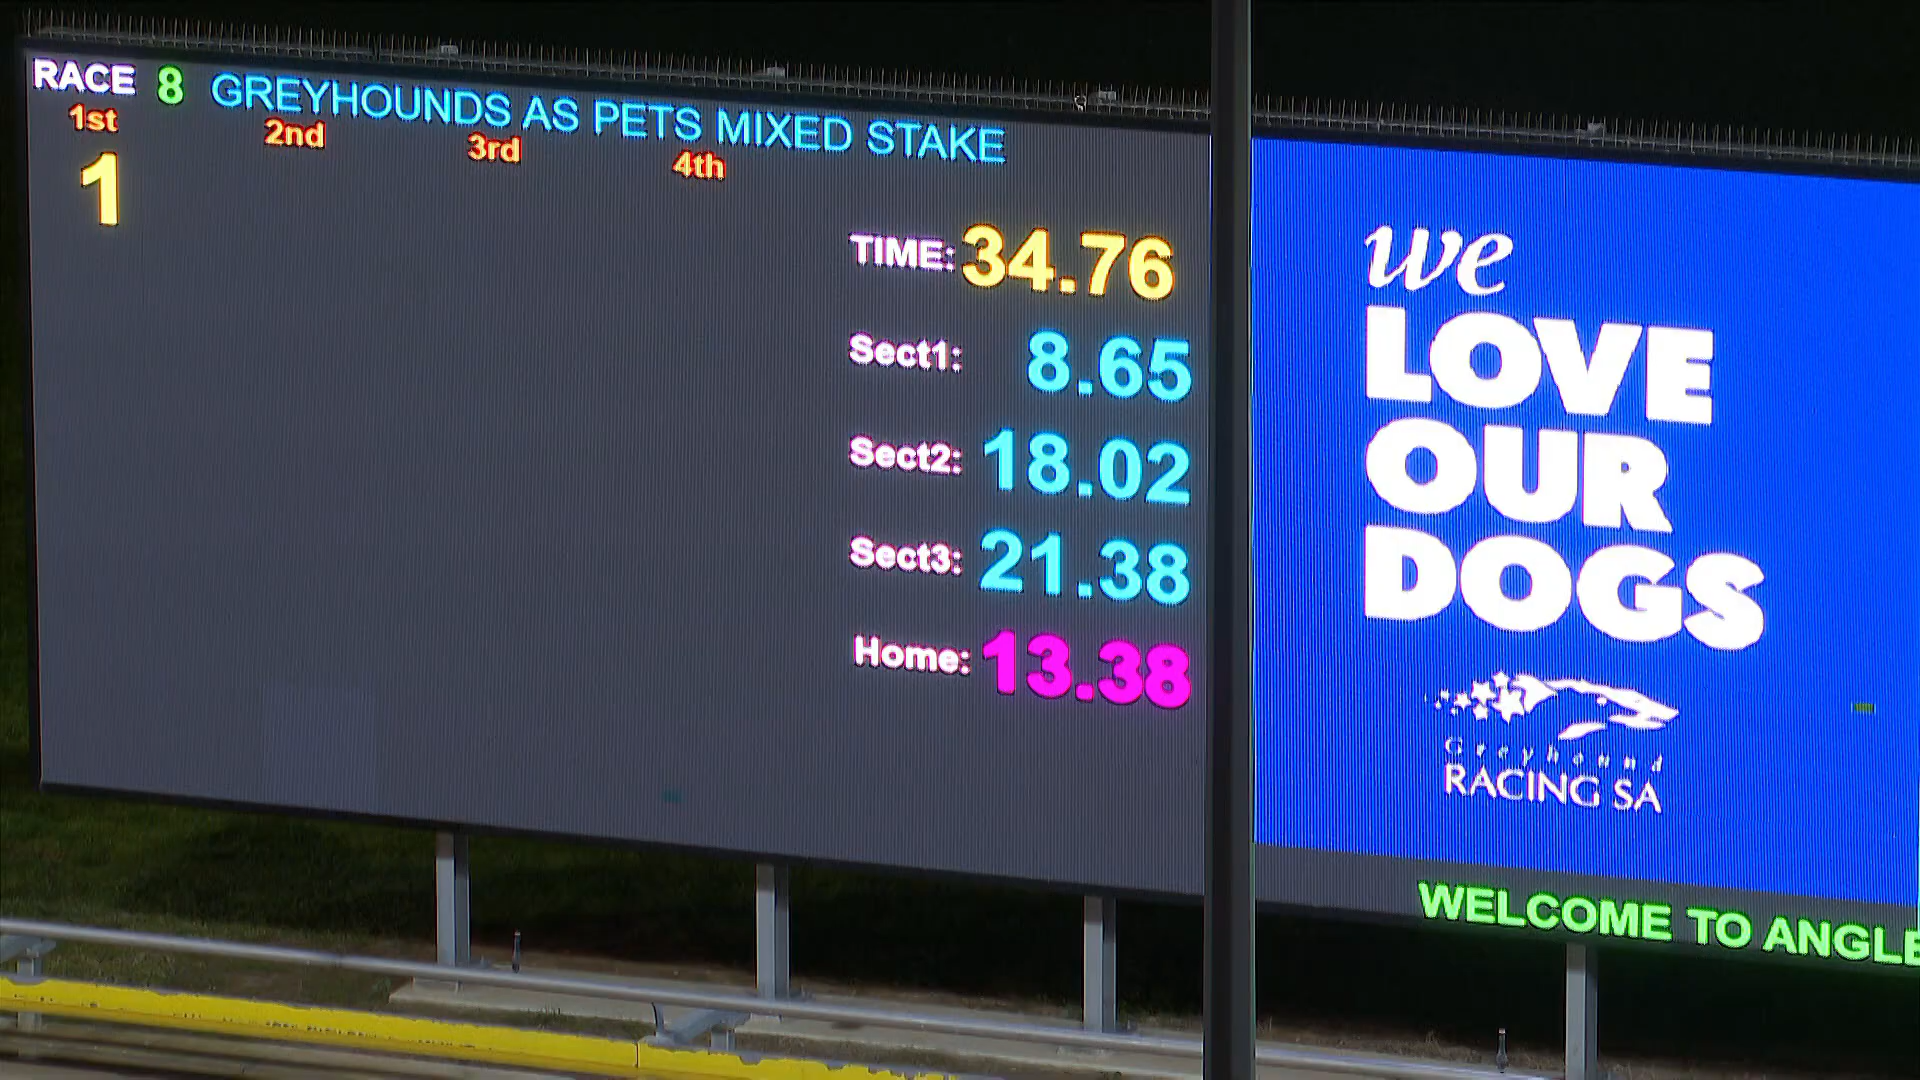 RACE 8 GREYHOUNDS AS PETS MIXED STAKE
1st 2nd 3rd 4th
1
TIME: 34.76
Sect1: 8.65
Sect2: 18.02
Sect3: 21.38
Home: 13.38
we
LOVE
OUR
DOGS
Greyhound
RACING SA
WELCOME TO ANGLE